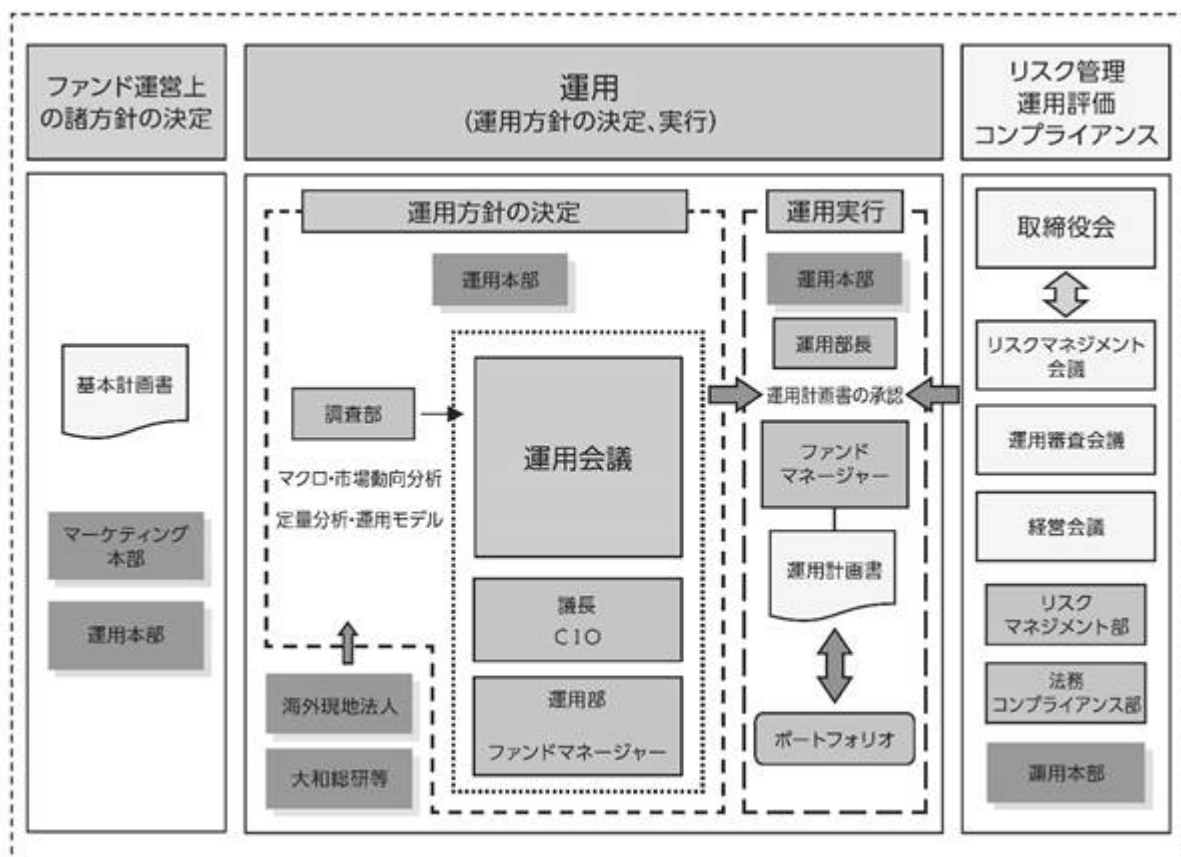 ファンド運営上
の諸方針の決定
運用
(運用方針の決定、実行)
リスク管理
運用評価
コンプライアンス
基本計画書
マーケティング
本部
運用本部
運用方針の決定
運用本部
調査部
マクロ・市場動向分析
定量分析・運用モデル
海外現地法人
大和総研等
運用会議
議長
CIO
運用部
ファンドマネージャー
運用実行
運用本部
運用部長
運用計画書の承認
ファンド
マネージャー
運用計画書
ポートフォリオ
取締役会
リスクマネジメント
会議
運用審査会議
経営会議
リスク
マネジメント部
法務
コンプライアンス部
運用本部